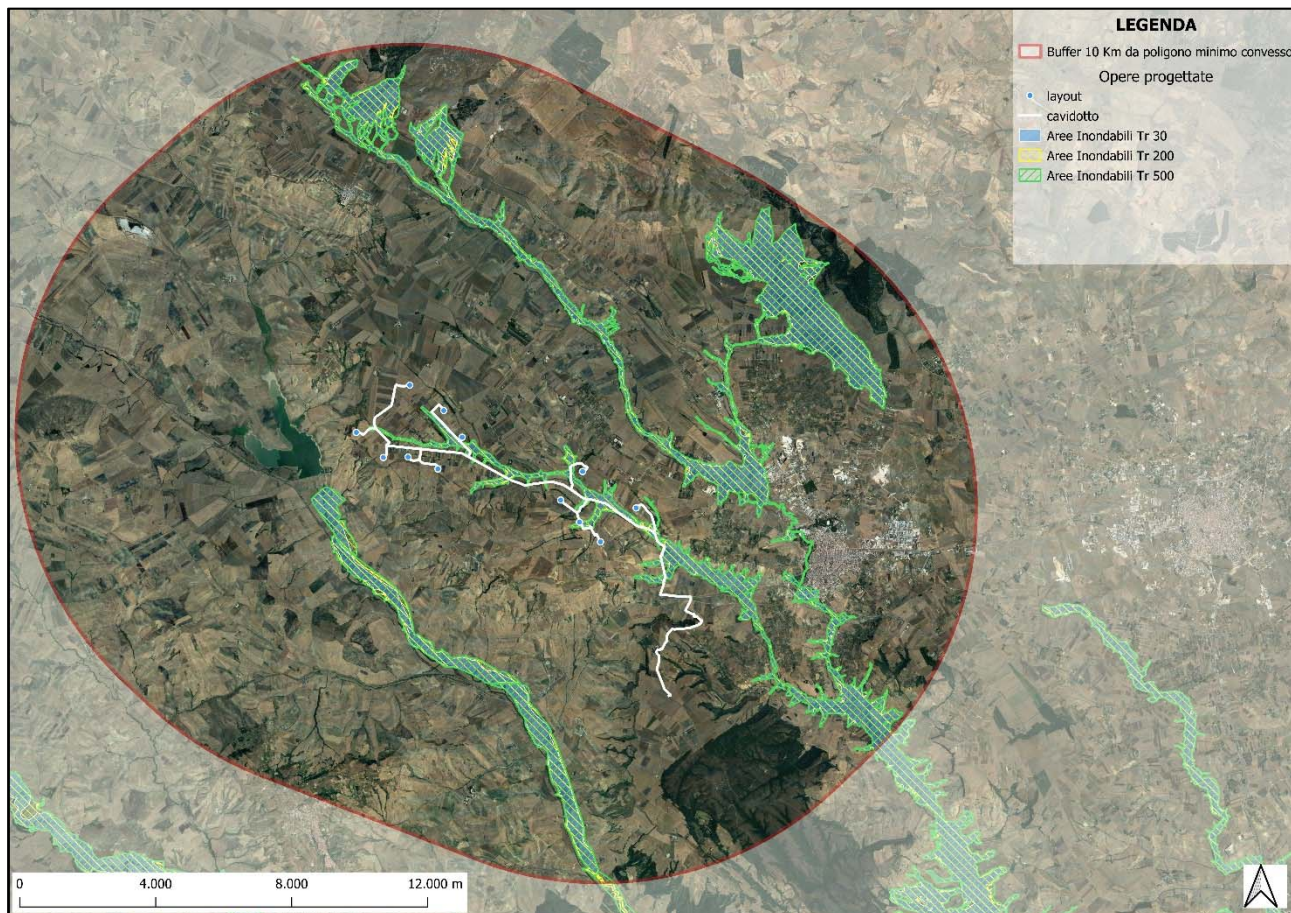 LEGENDA
Buffer 10 Km da poligono minimo convesso
Opere progettate
layout
cavidotto
Aree Inondabili Tr 30
Aree Inondabili Tr 200
Aree Inondabili Tr 500
0 4.000 8.000 12.000 m